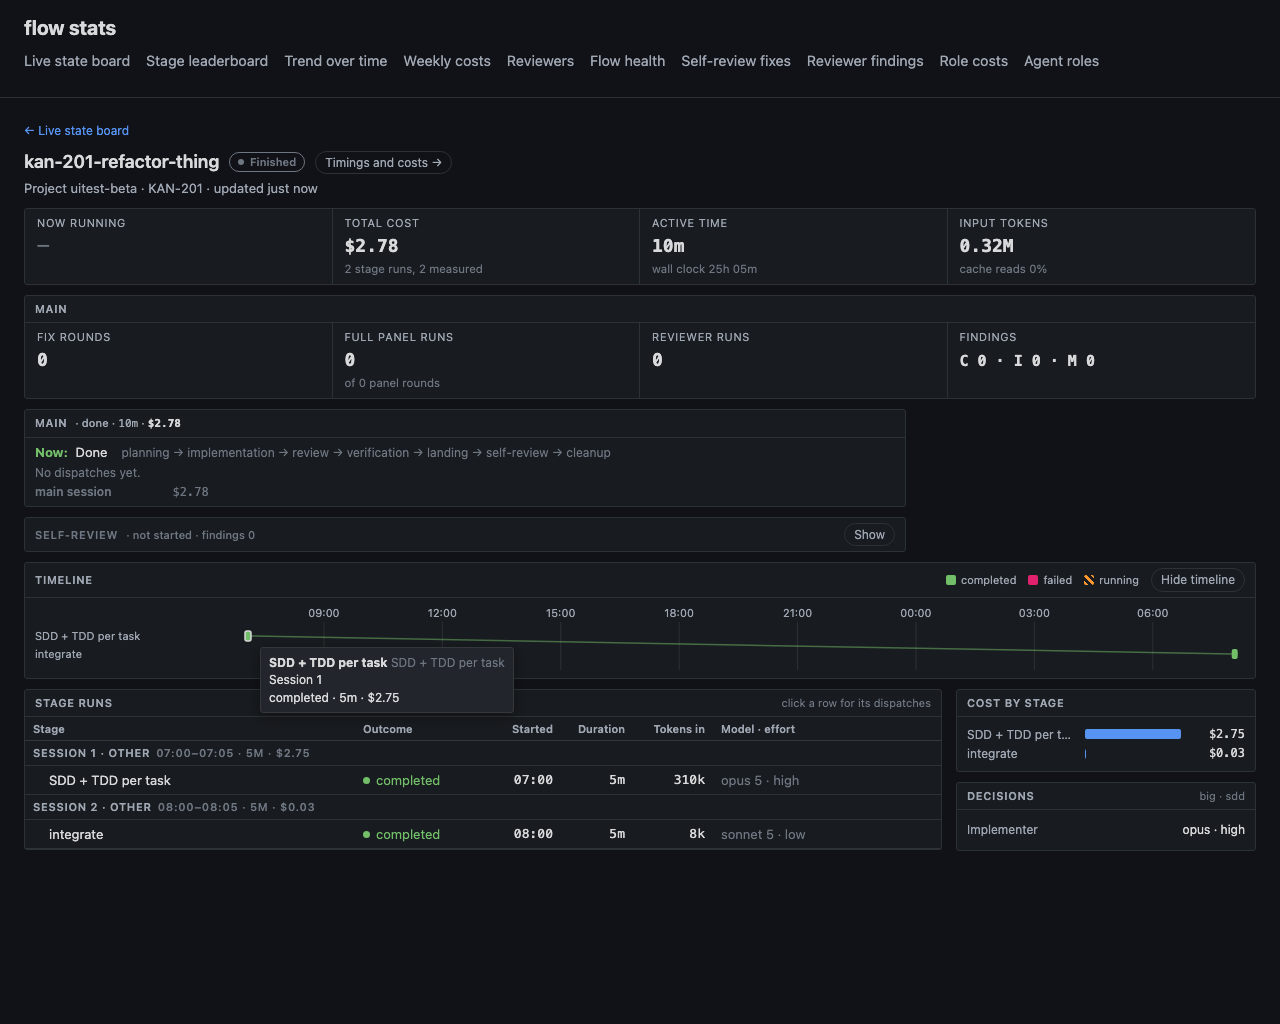 flow stats
Live state board Stage leaderboard Trend over time Weekly costs Reviewers Flow health Self-review fixes Reviewer findings Role costs Agent roles
← Live state board
kan-201-refactor-thing Finished Timings and costs →
Project uitest-beta · KAN-201 · updated just now
NOW RUNNING TOTAL COST ACTIVE TIME INPUT TOKENS
— $2.78 10m 0.32M
2 stage runs, 2 measured wall clock 25h 05m cache reads 0%
MAIN
FIX ROUNDS FULL PANEL RUNS REVIEWER RUNS FINDINGS
0 0 0 C 0 · I 0 · M 0
of 0 panel rounds
MAIN · done · 10m · $2.78
Now: Done planning → implementation → review → verification → landing → self-review → cleanup
No dispatches yet.
main session $2.78
SELF-REVIEW · not started · findings 0 Show
TIMELINE completed failed running Hide timeline
09:00 12:00 15:00 18:00 21:00 00:00 03:00 06:00
SDD + TDD per task
integrate
SDD + TDD per task SDD + TDD per task
Session 1
completed · 5m · $2.75
STAGE RUNS click a row for its dispatches
Stage Outcome Started Duration Tokens in Model · effort
SESSION 1 · OTHER 07:00–07:05 · 5M · $2.75
SDD + TDD per task completed 07:00 5m 310k opus 5 · high
SESSION 2 · OTHER 08:00–08:05 · 5M · $0.03
integrate completed 08:00 5m 8k sonnet 5 · low
COST BY STAGE
SDD + TDD per t... $2.75
integrate $0.03
DECISIONS big · sdd
Implementer opus · high